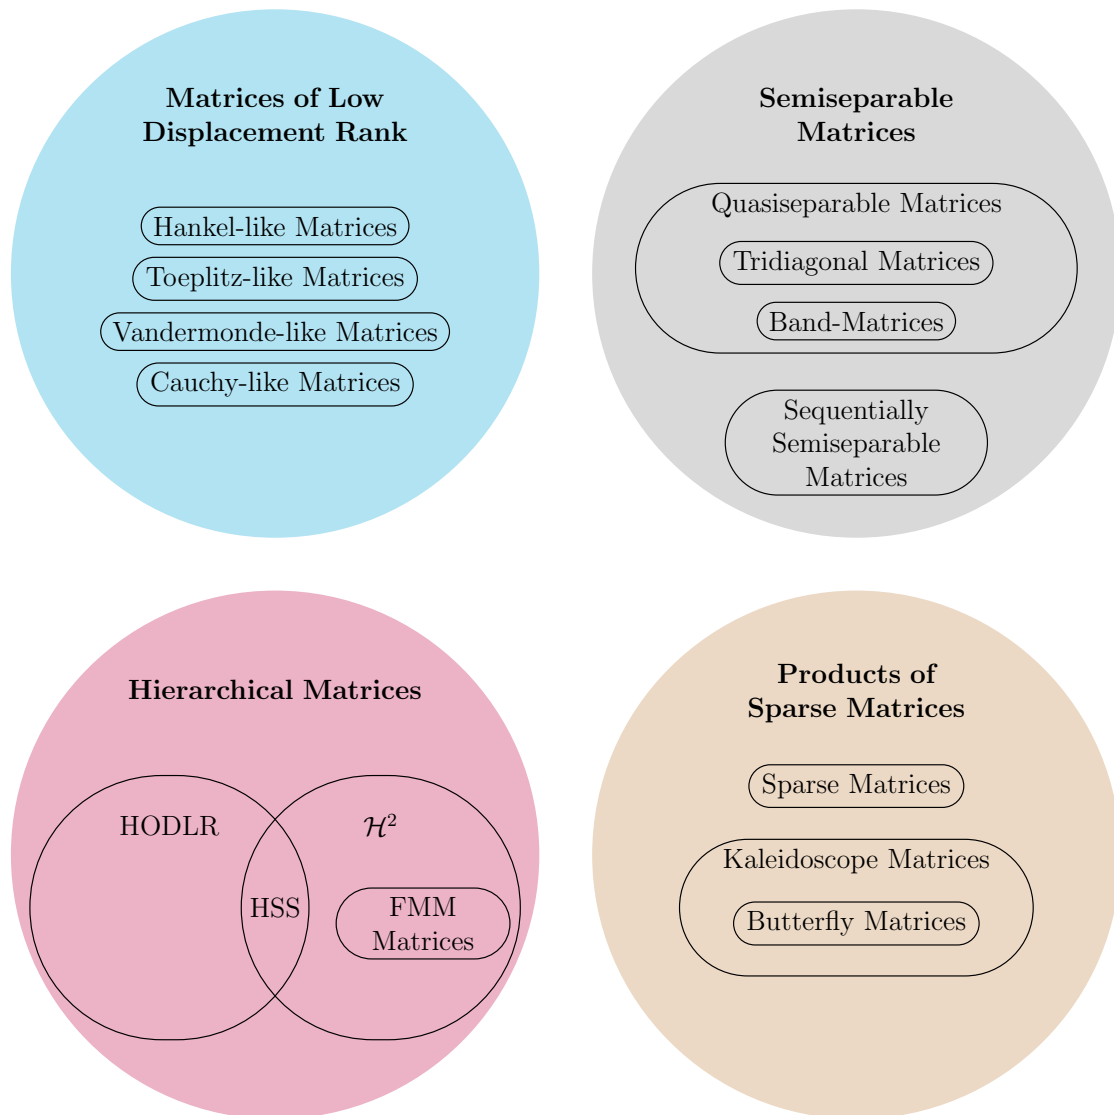 Matrices of Low
Displacement Rank
Hankel-like Matrices
Toeplitz-like Matrices
Vandermonde-like Matrices
Cauchy-like Matrices
Semiseparable
Matrices
Quasiseparable Matrices
Tridiagonal Matrices
Band-Matrices
Sequentially
Semiseparable
Matrices
Hierarchical Matrices
HODLR
ℋ²
HSS
FMM
Matrices
Products of
Sparse Matrices
Sparse Matrices
Kaleidoscope Matrices
Butterfly Matrices